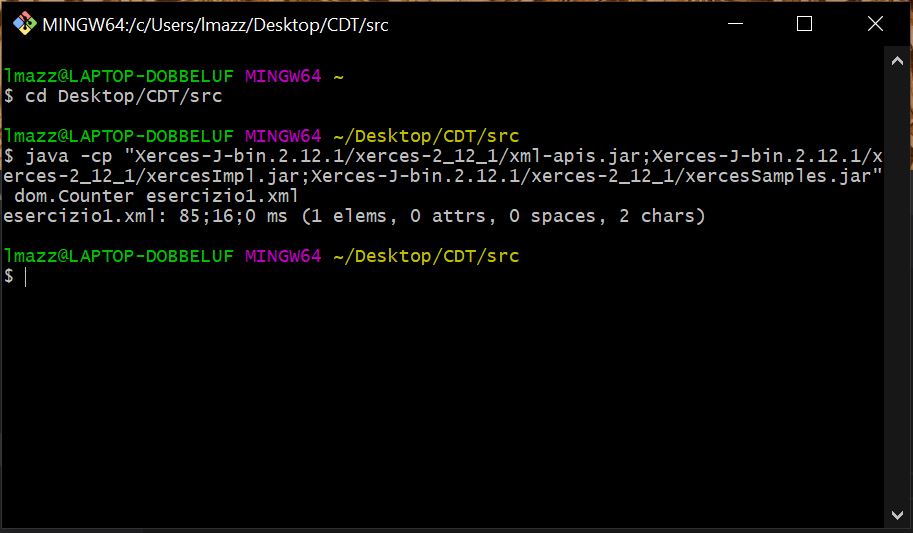 MINGW64:/c/Users/lmazz/Desktop/CDT/src
lmazz@LAPTOP-DOBBELUF MINGW64 ~
$ cd Desktop/CDT/src
lmazz@LAPTOP-DOBBELUF MINGW64 ~/Desktop/CDT/src
$ java -cp "Xerces-J-bin.2.12.1/xerces-2_12_1/xml-apis.jar;Xerces-J-bin.2.12.1/x
erces-2_12_1/xercesImpl.jar;Xerces-J-bin.2.12.1/xerces-2_12_1/xercesSamples.jar"
dom.Counter esercizio1.xml
esercizio1.xml: 85;16;0 ms (1 elems, 0 attrs, 0 spaces, 2 chars)
lmazz@LAPTOP-DOBBELUF MINGW64 ~/Desktop/CDT/src
$